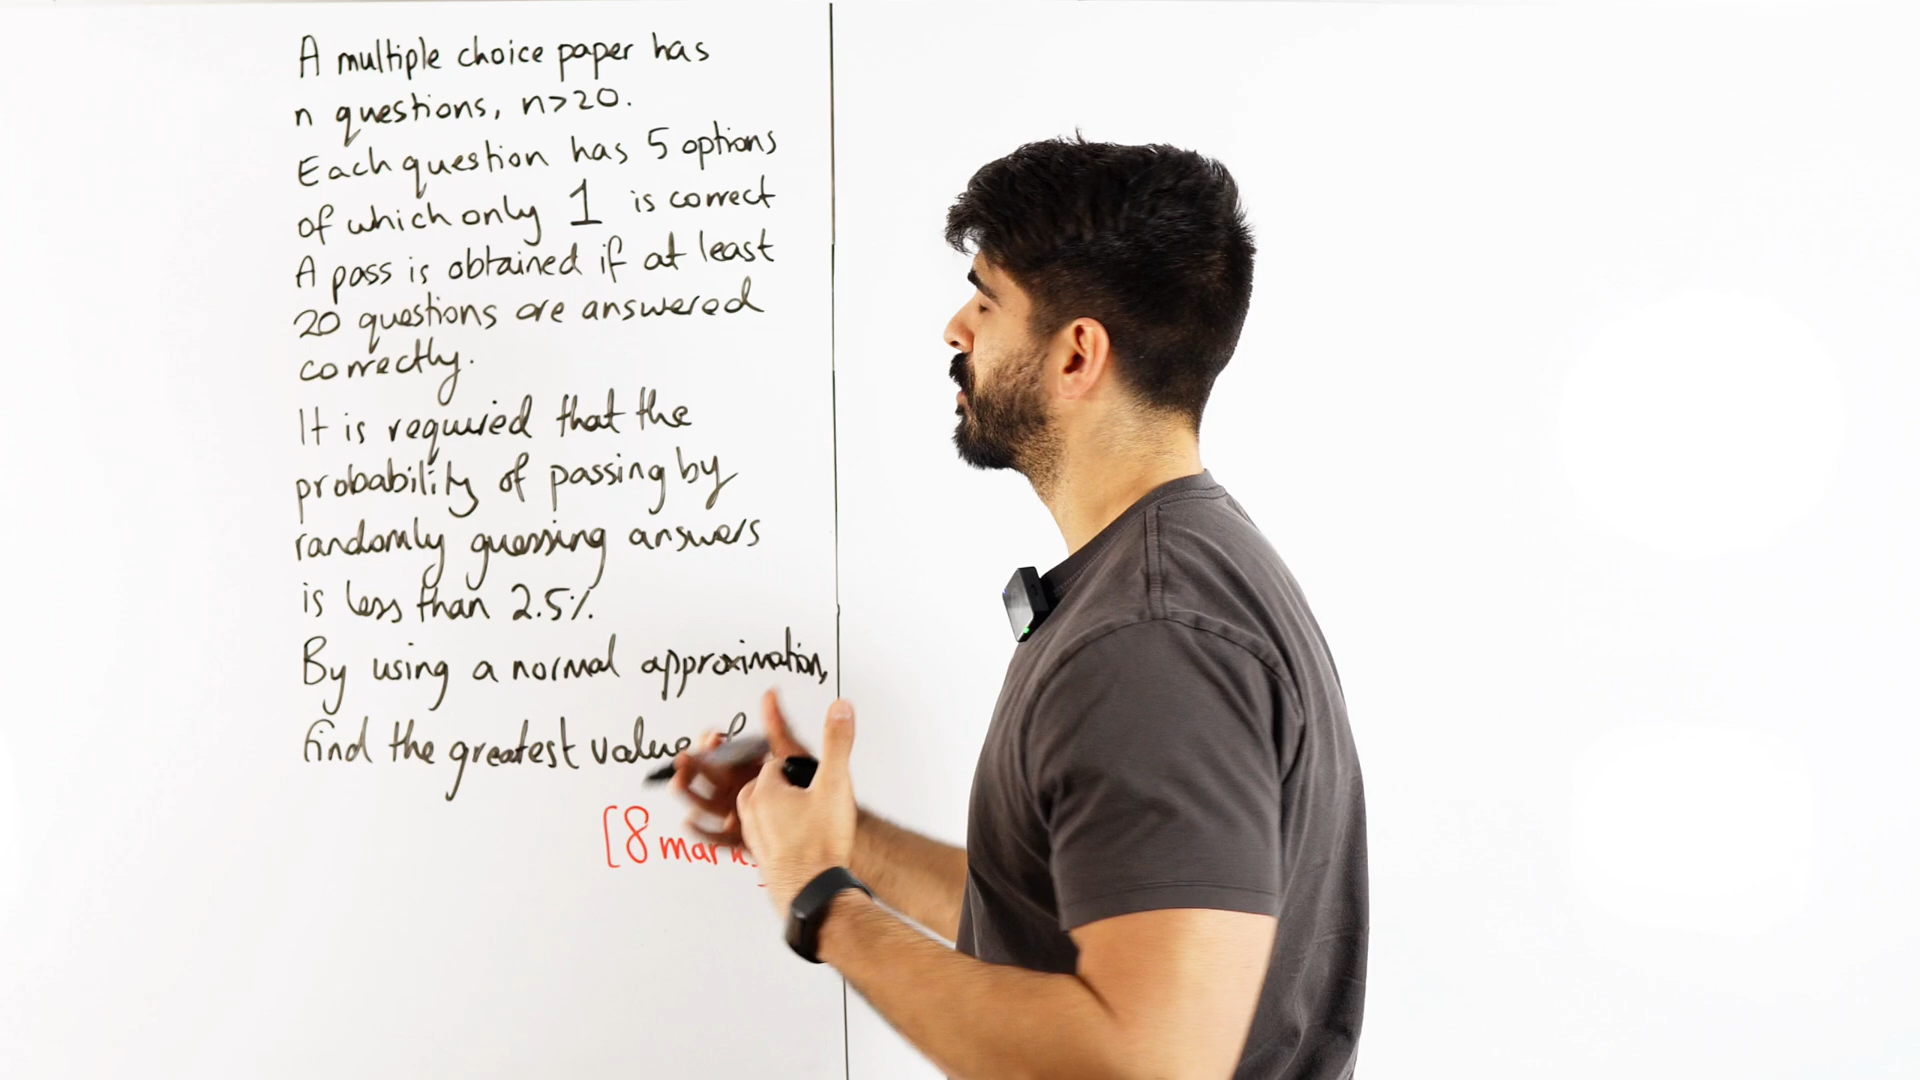 A multiple choice paper has
n questions, n>20.
Each question has 5 options
of which only 1 is correct
A pass is obtained if at least
20 questions are answered
correctly.
It is required that the
probability of passing by
randomly guessing answers
is less than 2.5%.
By using a normal approximation,
find the greatest value
[8